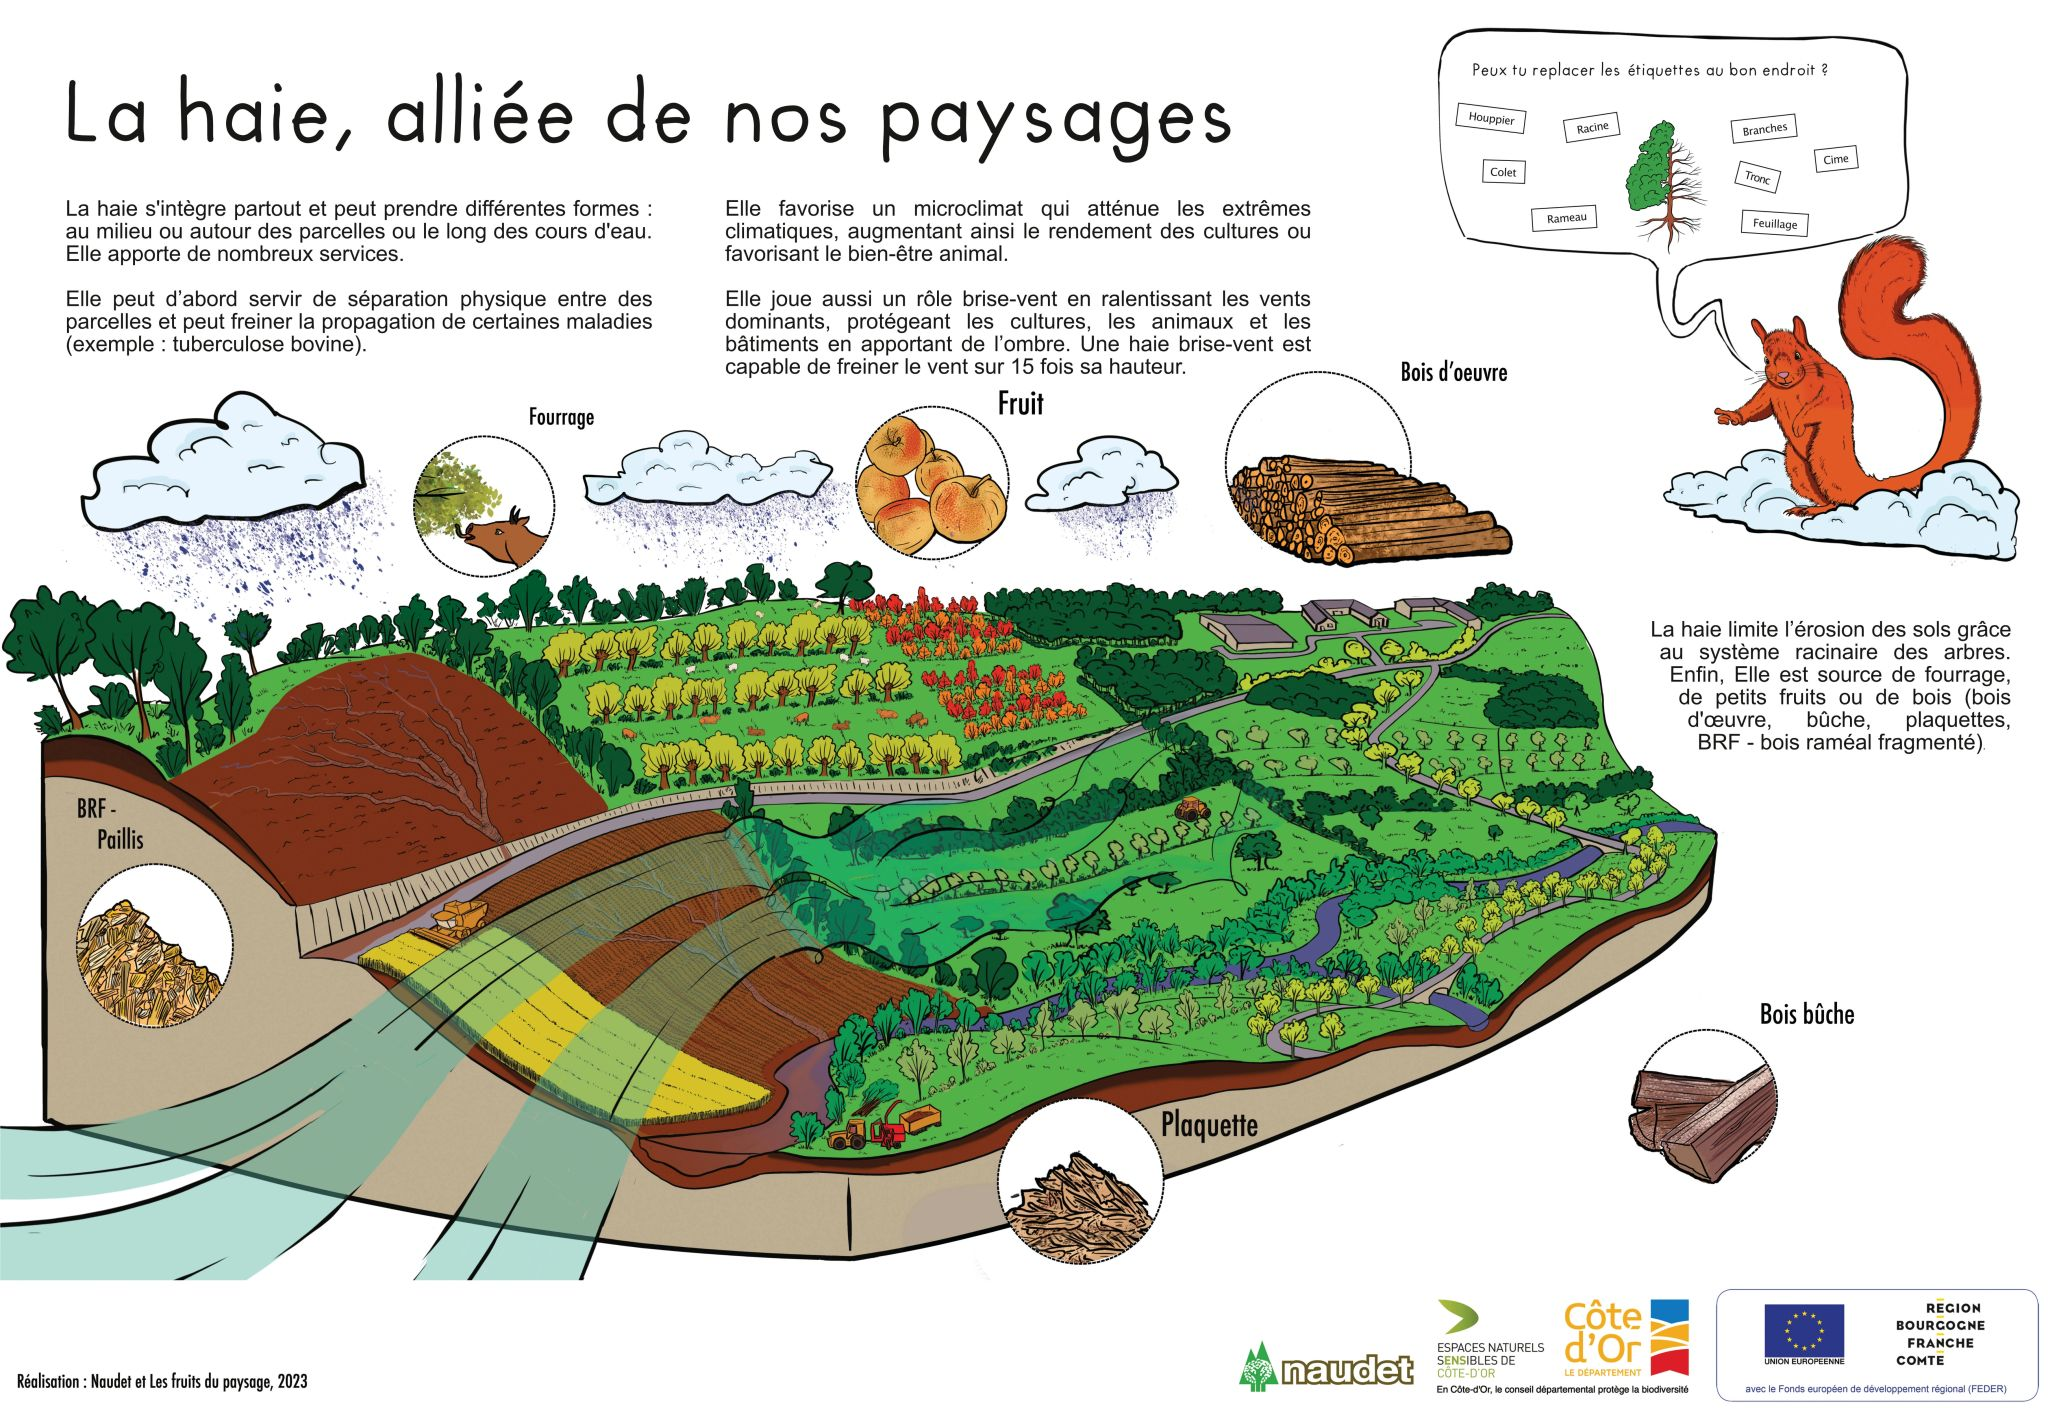 La haie, alliée de nos paysages
La haie s'intègre partout et peut prendre différentes formes :
au milieu ou autour des parcelles ou le long des cours d'eau.
Elle apporte de nombreux services.
Elle peut d’abord servir de séparation physique entre des
parcelles et peut freiner la propagation de certaines maladies
(exemple : tuberculose bovine).
Elle favorise un microclimat qui atténue les extrêmes
climatiques, augmentant ainsi le rendement des cultures ou
favorisant le bien-être animal.
Elle joue aussi un rôle brise-vent en ralentissant les vents
dominants, protégeant les cultures, les animaux et les
bâtiments en apportant de l’ombre. Une haie brise-vent est
capable de freiner le vent sur 15 fois sa hauteur.
Peux tu replacer les étiquettes au bon endroit ?
Houppier
Racine
Branches
Colet
Cime
Tronc
Rameau
Feuillage
Fourrage
Fruit
Bois d’oeuvre
La haie limite l’érosion des sols grâce
au système racinaire des arbres.
Enfin, Elle est source de fourrage,
de petits fruits ou de bois (bois
d'œuvre, bûche, plaquettes,
BRF - bois raméal fragmenté).
BRF -
Paillis
Bois bûche
Plaquette
Réalisation : Naudet et Les fruits du paysage, 2023
naudet
ESPACES NATURELS
SENSIBLES DE
CÔTE-D'OR
Côte
d'Or
LE DÉPARTEMENT
En Côte-d'Or, le conseil départemental protège la biodiversité
UNION EUROPEENNE
REGION
BOURGOGNE
FRANCHE
COMTE
avec le Fonds européen de développement régional (FEDER)